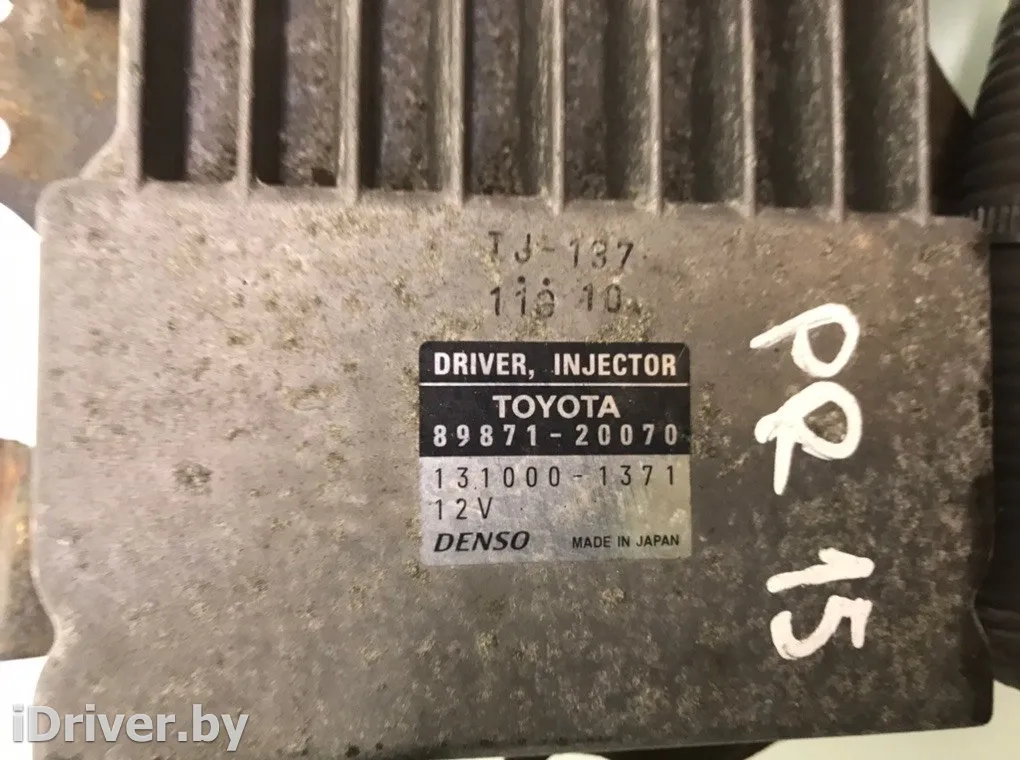 TJ-137
DRIVER, INJECTOR
TOYOTA
89871-20070
131000-1371
12V
DENSO MADE IN JAPAN
PR 15
iDriver.by